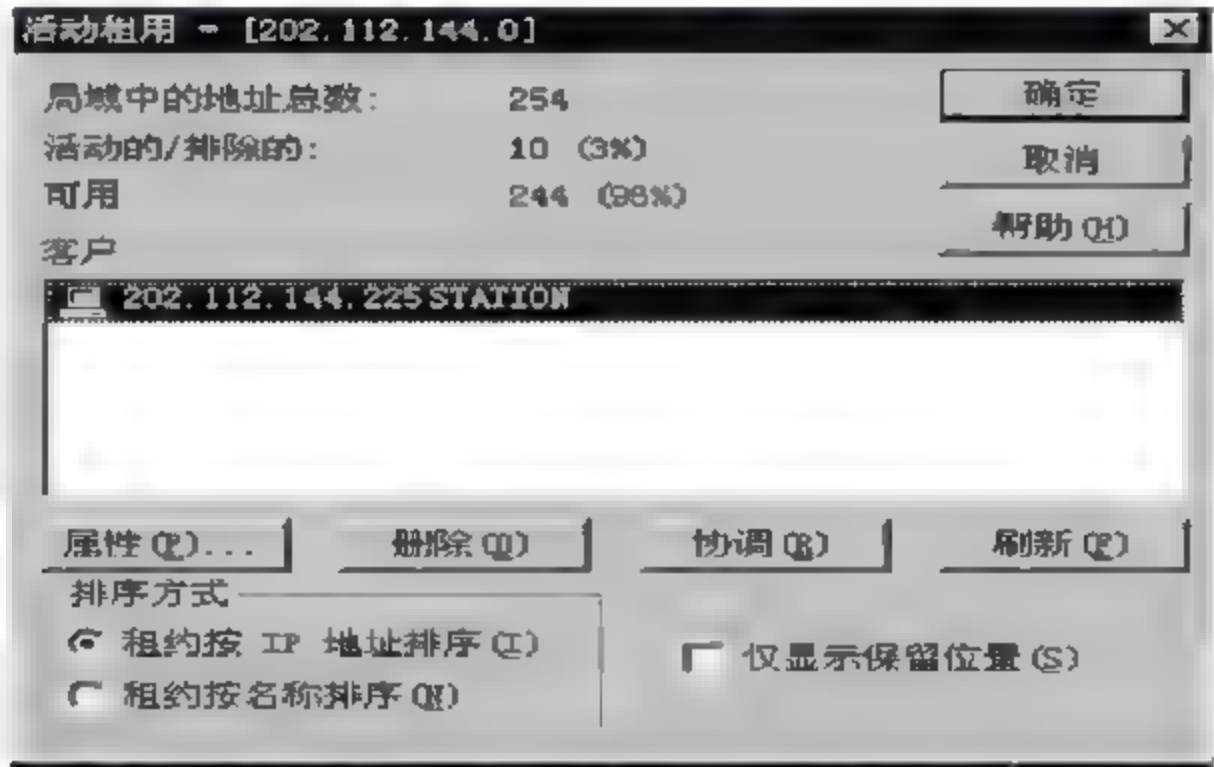 活动租用 - [202.112.144.0]
局域中的地址总数: 254
活动的/排除的: 10 (3%)
可用 244 (96%)
客户
确定
取消
帮助(H)
202.112.144.225 STATION
属性(P)...
删除(D)
协调(R)
刷新(F)
排序方式
租约按 IP 地址排序(I)
租约按名称排序(N)
仅显示保留位量(S)